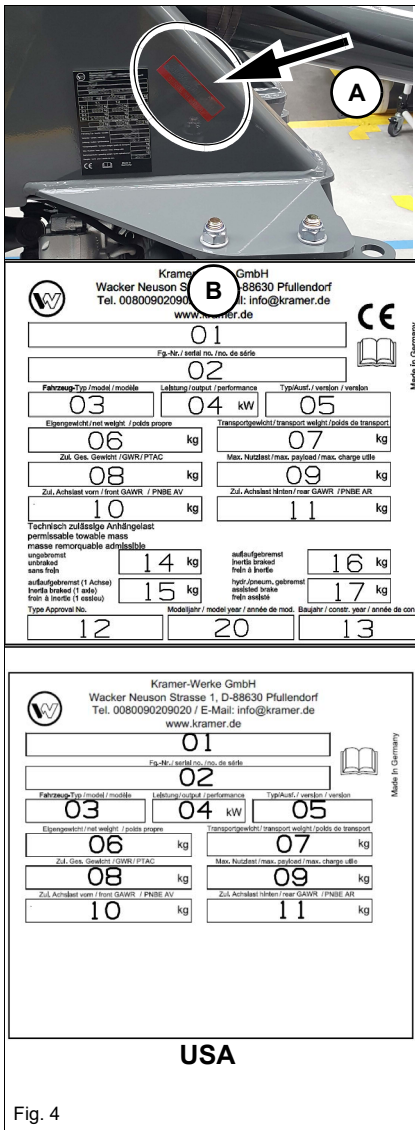 A
CE
B
Kramer GmbH
Wacker Neuson S -88630 Pfullendorf
Tel. 0080090209 il: info@kramer.de
www. .kramer.de
CE
Made in Germany
01
Fg.-Nr. / serial no. / no. de série
02
Fahrzeug-Typ / model / modèle Leistung / output / performance Typ/Ausf. / version / version
03 04 kW 05
Eigengewicht / net weight / poids propre Transportgewicht / transport weight / poids de transport
06 kg 07 kg
Zul. Ges. Gewicht / GWR / PTAC Max. Nutzlast / max. payload / max. charge utile
08 kg 09 kg
Zul. Achslast vorn / front GAWR / PNBE AV Zul. Achslast hinten / rear GAWR / PNBE AR
10 kg 11 kg
Technisch zulässige Anhängelast
permissable towable mass
masse remorquable admissible
ungebremst
unbraked
sans frein
14 kg
auflaufgebremst
inertia braked
frein à inertie
16 kg
auflaufgebremst (1 Achse)
inertia braked (1 axle)
frein à inertie (1 essieu)
15 kg
hydr./pneum. gebremst
assisted brake
frein assisté
17 kg
Type Approval No. Modelljahr / model year / année de mod. Baujahr / constr. year / année de con
12 20 13
Kramer-Werke GmbH
Wacker Neuson Strasse 1, D-88630 Pfullendorf
Tel. 0080090209020 / E-Mail: info@kramer.de
www.kramer.de
Made in Germany
01
Fg.-Nr. / serial no. / no. de série
02
Fahrzeug-Typ / model / modèle Leistung / output / performance Typ/Ausf. / version / version
03 04 kW 05
Eigengewicht / net weight / poids propre Transportgewicht / transport weight / poids de transport
06 kg 07 kg
Zul. Ges. Gewicht / GWR / PTAC Max. Nutzlast / max. payload / max. charge utile
08 kg 09 kg
Zul. Achslast vorn / front GAWR / PNBE AV Zul. Achslast hinten / rear GAWR / PNBE AR
10 kg 11 kg
USA
Fig. 4